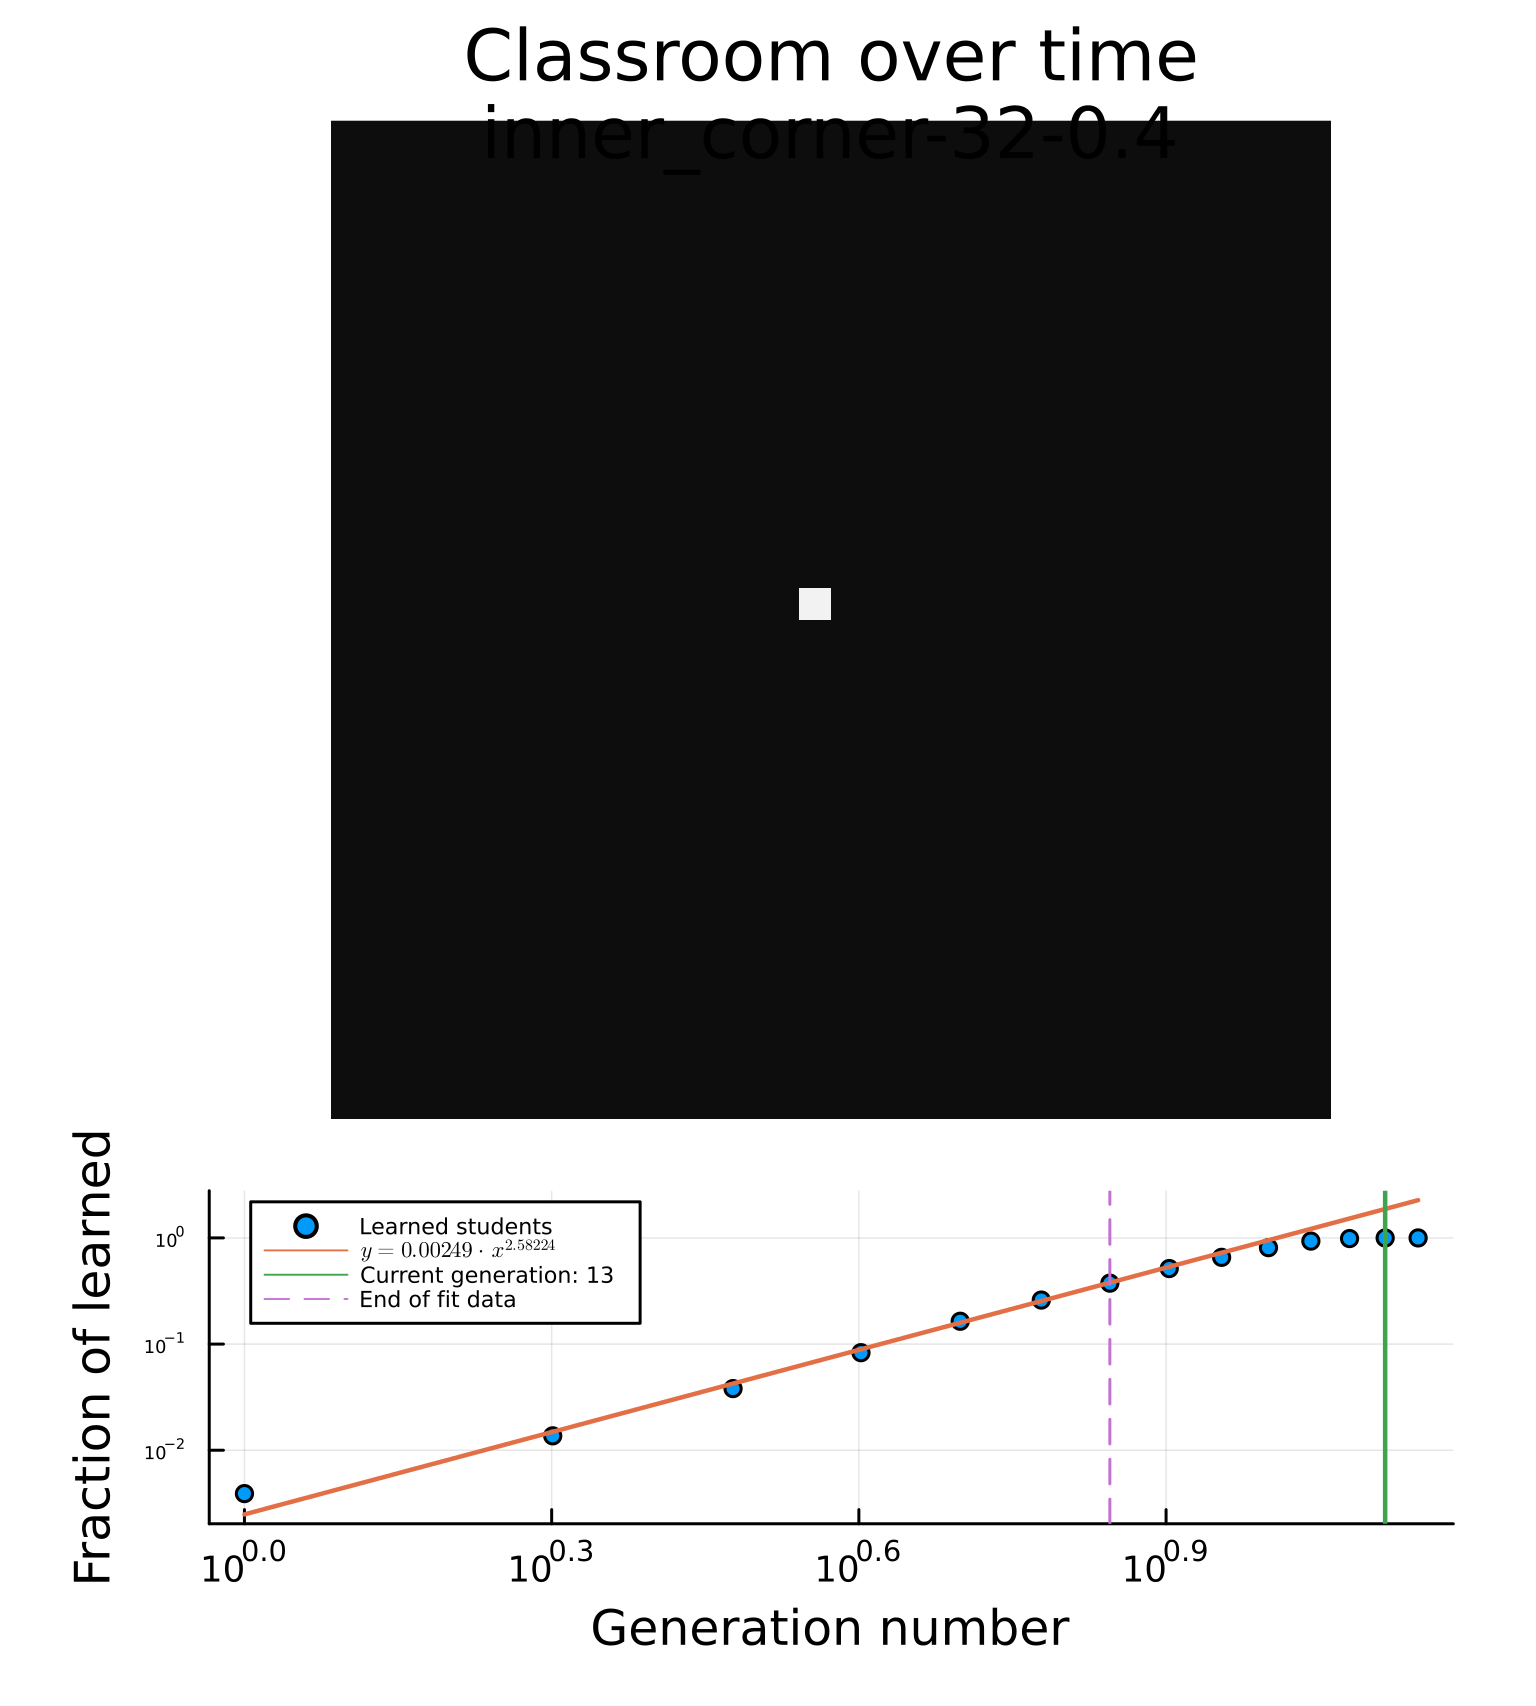 Classroom over time
inner_corner-32-0.4
Fraction of learned
10^0
10^−1
10^−2
Learned students
y = 0.00249 · x^2.58224
Current generation: 13
End of fit data
10^0.0 10^0.3 10^0.6 10^0.9
Generation number